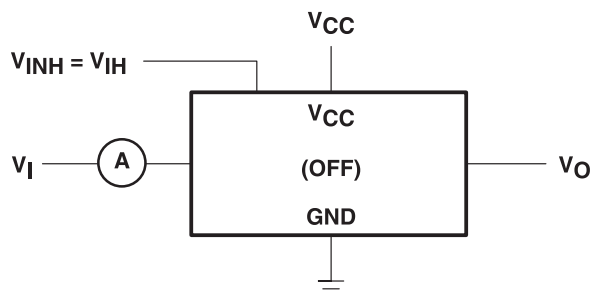 VCC
VINH = VIH
VCC
VI
A
(OFF)
VO
GND